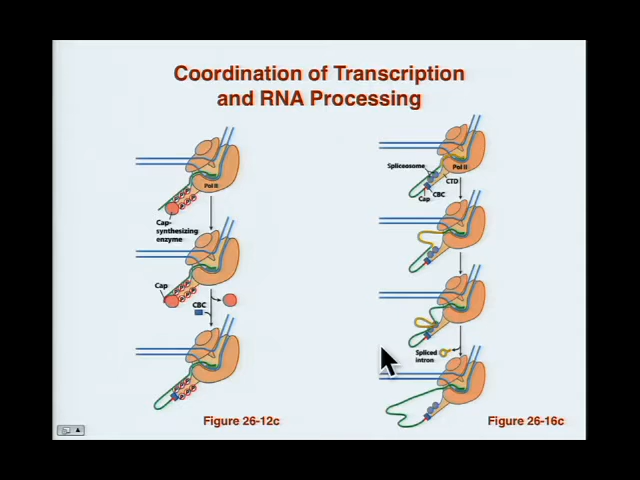 Coordination of Transcription
and RNA Processing
Pol II
Cap-
synthesizing
enzyme
Cap
CBC
Figure 26-12c
Spliceosome
Pol II
CTD
CBC
Cap
Spliced
intron
Figure 26-16c